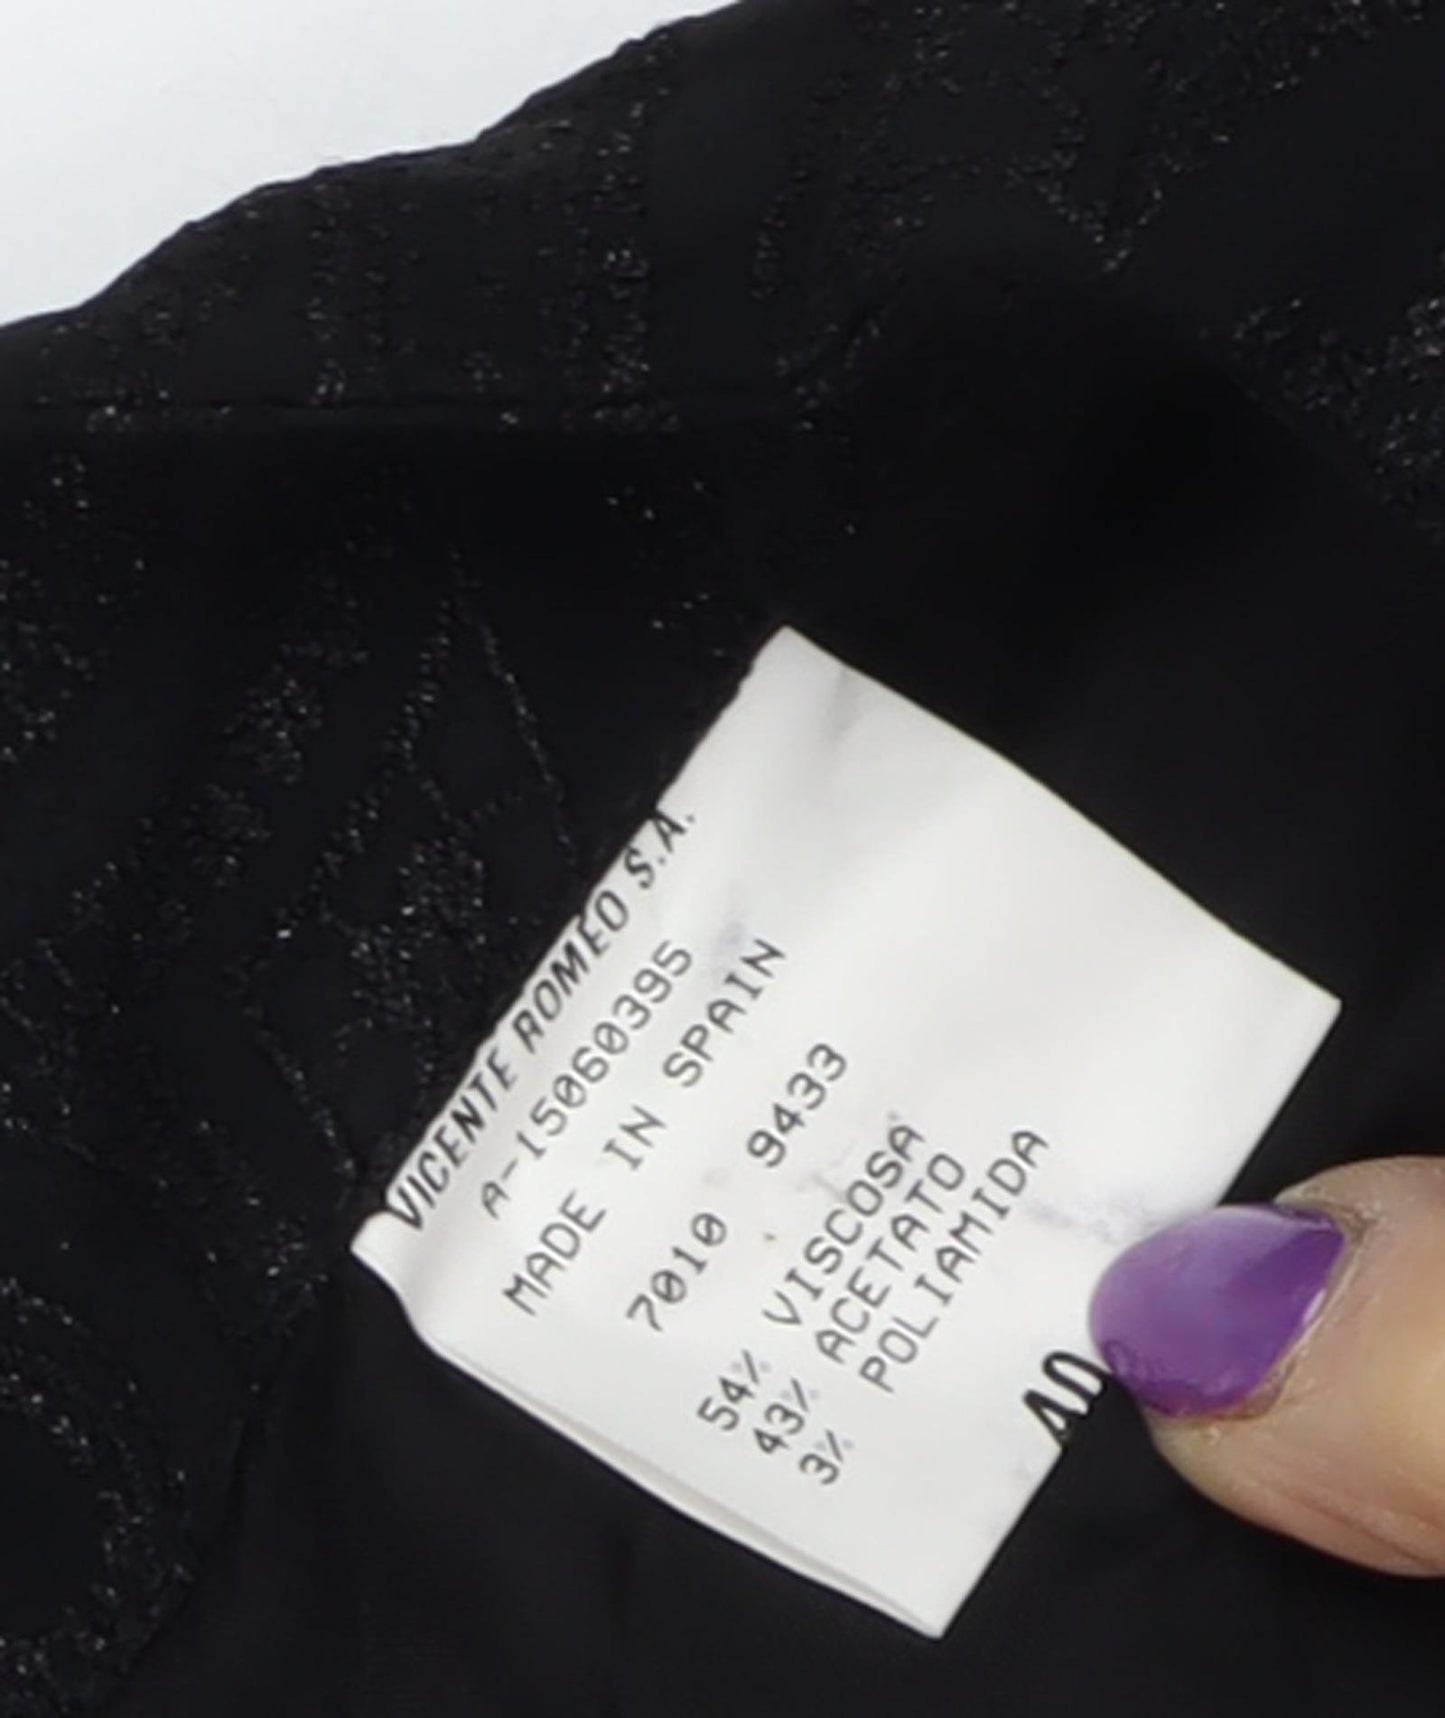 VICENTE ROMEO S.A.
A-15060395
MADE IN SPAIN
7010 9433
54% VISCOSA
43% ACETATO
3% POLIAMIDA